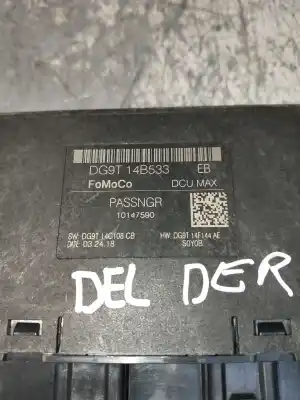 DG9T 14B533 EB
FoMoCo DCU MAX
PASSNGR
10147590
SW: DG9T 14C108 CB HW: DG9T 14F144 AE
DATE: 03.24.18 S0Y0B
DEL DER